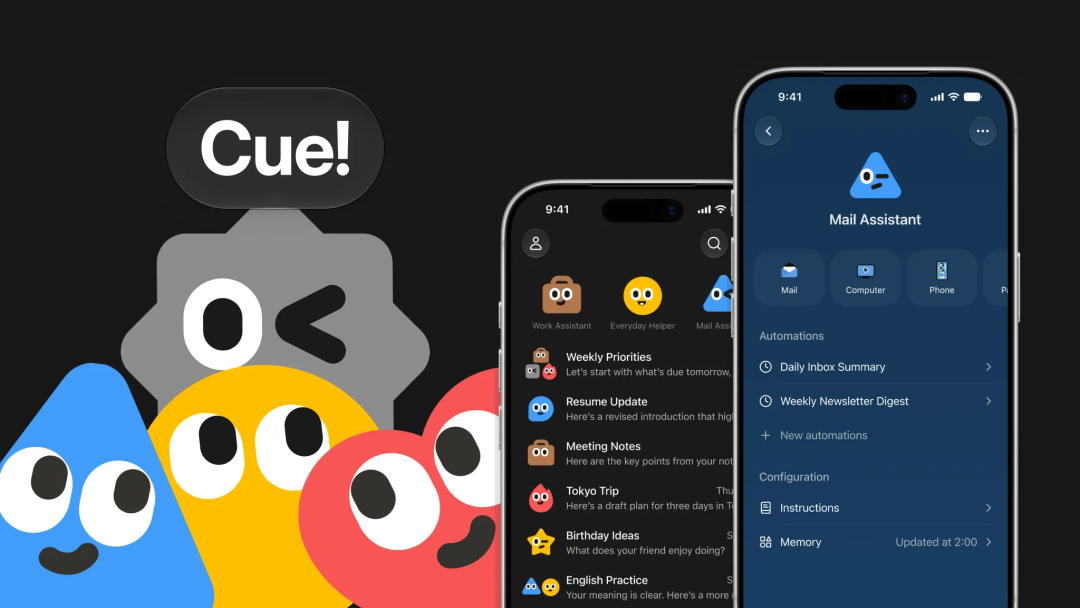 Cue!
9:41
Work Assistant
Everyday Helper
Mail Assi
Weekly Priorities
Let's start with what's due tomorrow,
Resume Update
Here's a revised introduction that
Meeting Notes
Here are the key points from your
Tokyo Trip
Thu
Here's a draft plan for three days in
Birthday Ideas
What does your friend enjoy doing?
English Practice
Your meaning is clear. Here's a more
9:41
Mail Assistant
Mail
Computer
Phone
Automations
Daily Inbox Summary
Weekly Newsletter Digest
New automations
Configuration
Instructions
Memory
Updated at 2:00